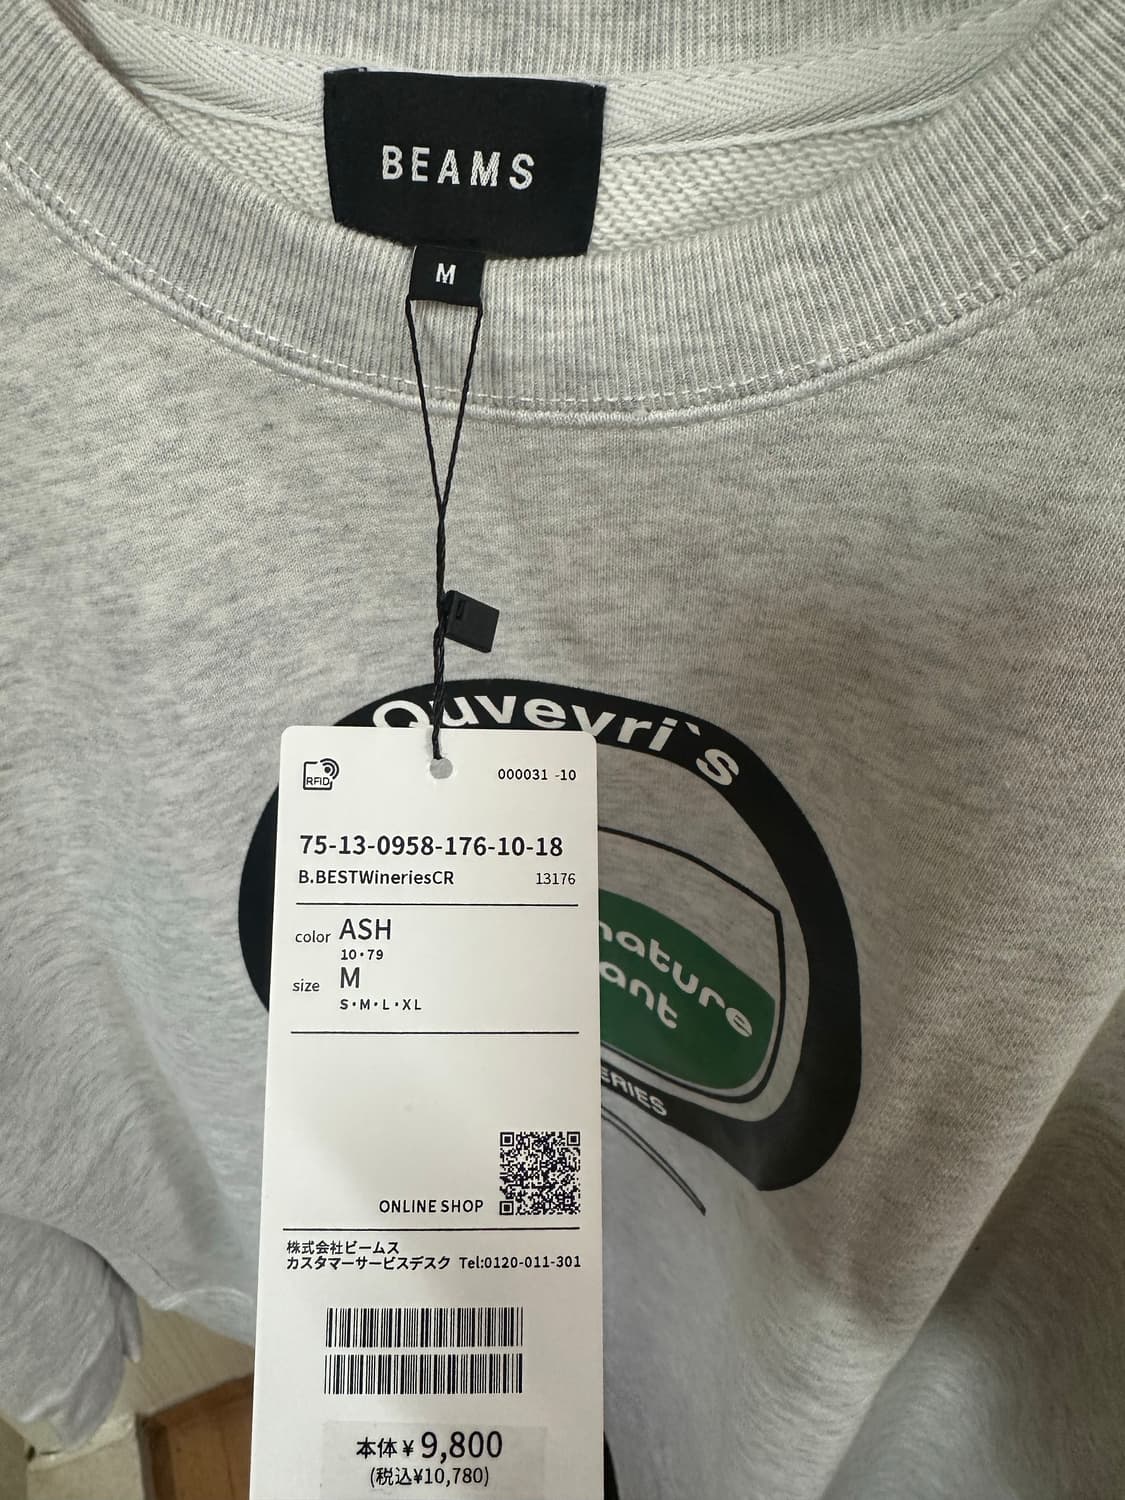 BEAMS
M
Quvevri`s
RFID
000031 -10
75-13-0958-176-10-18
B.BESTWineriesCR 13176
color ASH
10・79
size M
S・M・L・XL
nature
ant
ERIES
ONLINE SHOP
株式会社ビームス
カスタマーサービスデスク Tel:0120-011-301
本体¥9,800
(税込¥10,780)